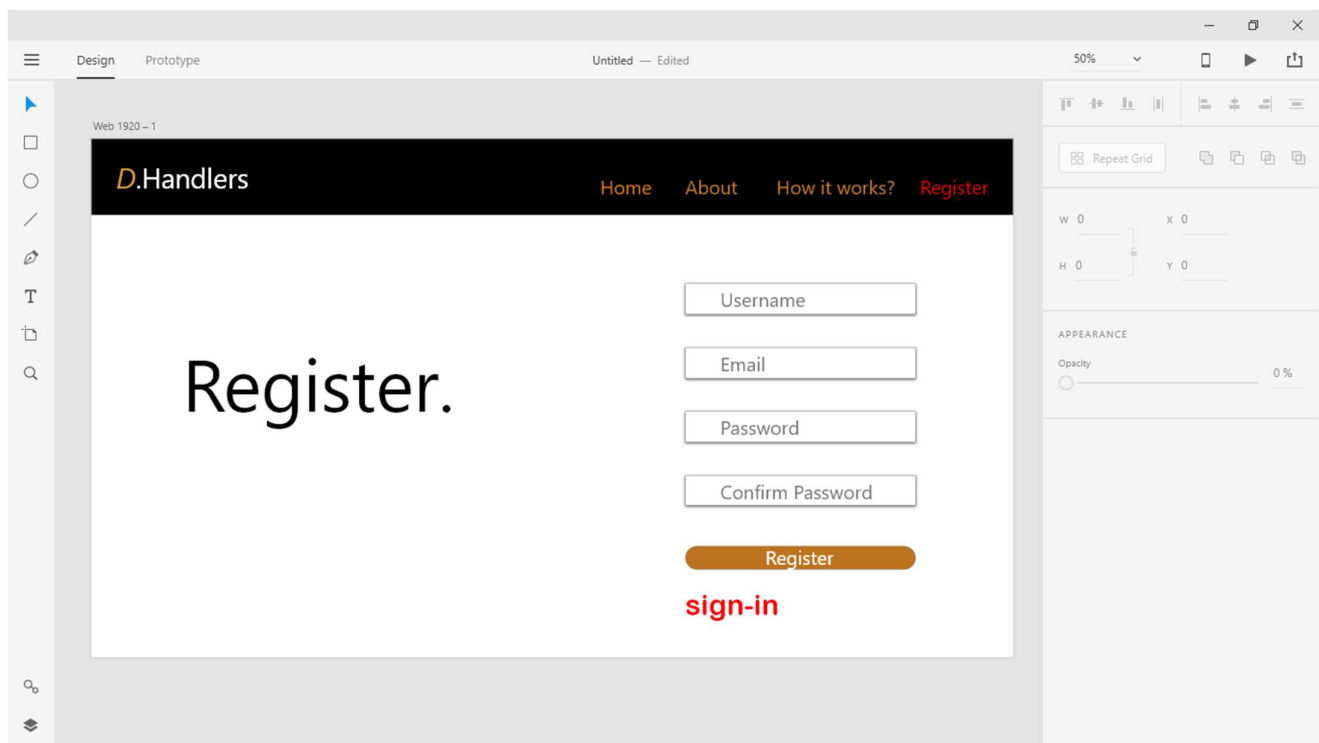 Design Prototype Untitled — Edited 50%
Web 1920 – 1
D.Handlers
Home About How it works? Register
Register.
Username
Email
Password
Confirm Password
Register
sign-in
Repeat Grid
W 0 X 0
H 0 Y 0
APPEARANCE
Opacity
0 %